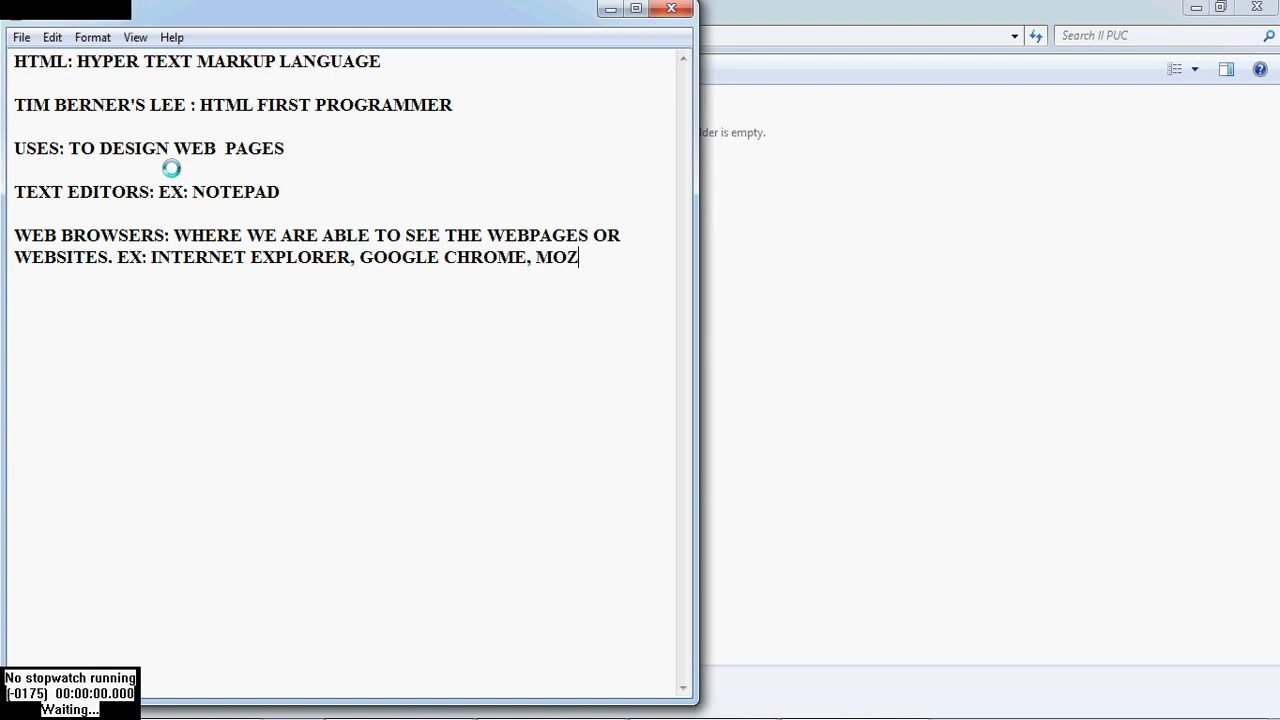 File Edit Format View Help
Search II PUC
HTML: HYPER TEXT MARKUP LANGUAGE
TIM BERNER'S LEE : HTML FIRST PROGRAMMER
der is empty.
USES: TO DESIGN WEB  PAGES
TEXT EDITORS: EX: NOTEPAD
WEB BROWSERS: WHERE WE ARE ABLE TO SEE THE WEBPAGES OR
WEBSITES. EX: INTERNET EXPLORER, GOOGLE CHROME, MOZ
No stopwatch running
[-0175]  00:00:00.000
Waiting...